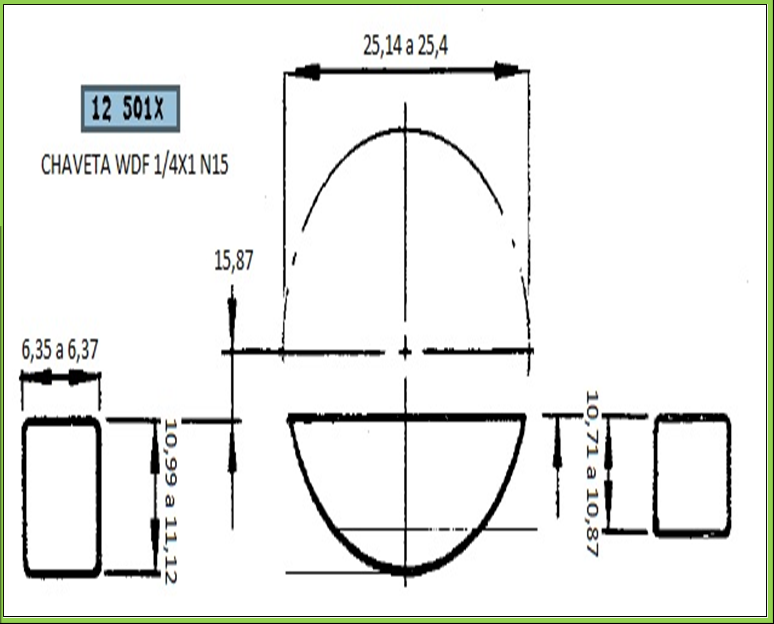 25,14 a 25,4
12 501X
CHAVETA WDF 1/4X1 N15
15,87
6,35 a 6,37
10,99 a 11,12
10,71 a 10,87